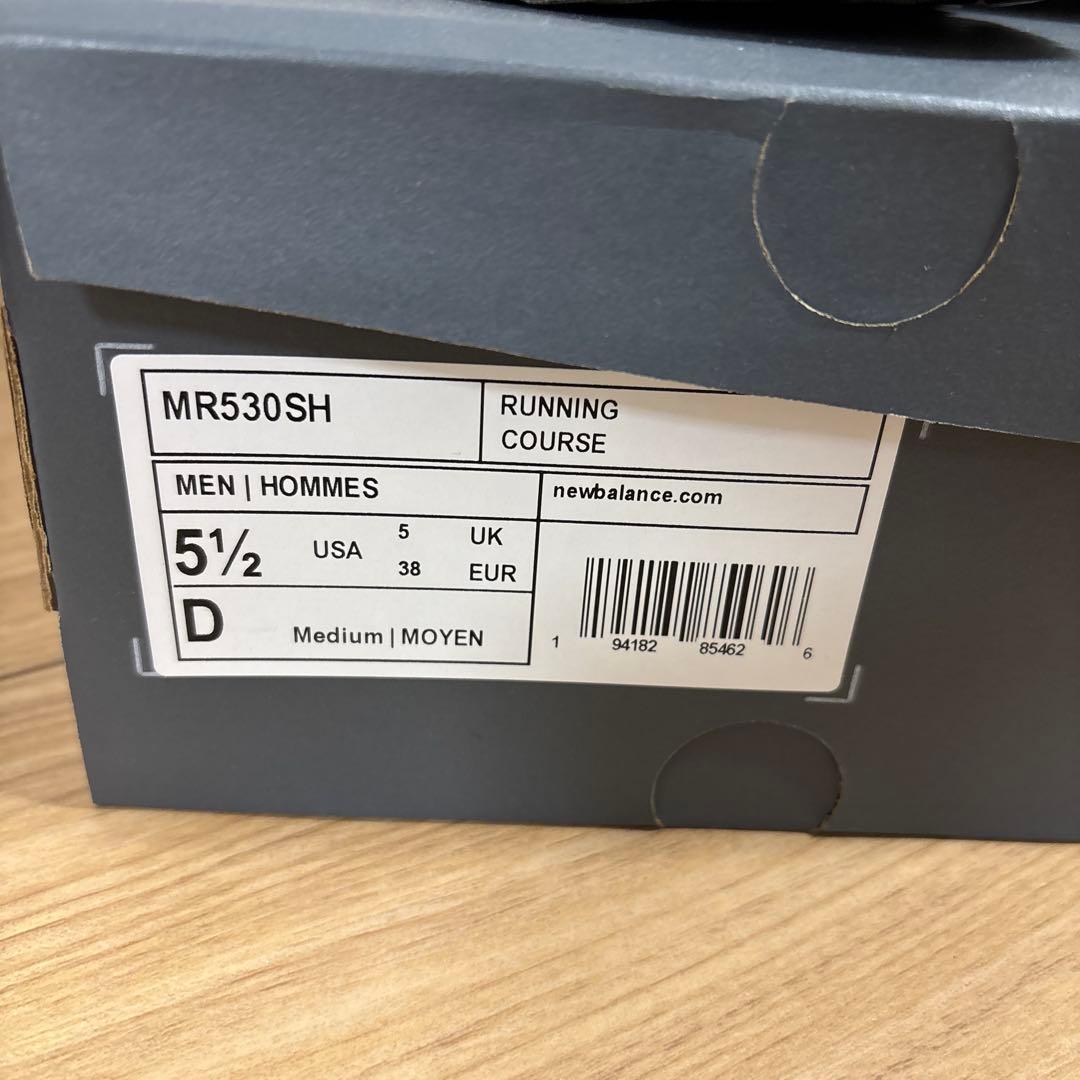 MR530SH
RUNNING
COURSE
MEN | HOMMES
newbalance.com
5½ USA 5 UK
38 EUR
D Medium | MOYEN
1 94182 85462 6